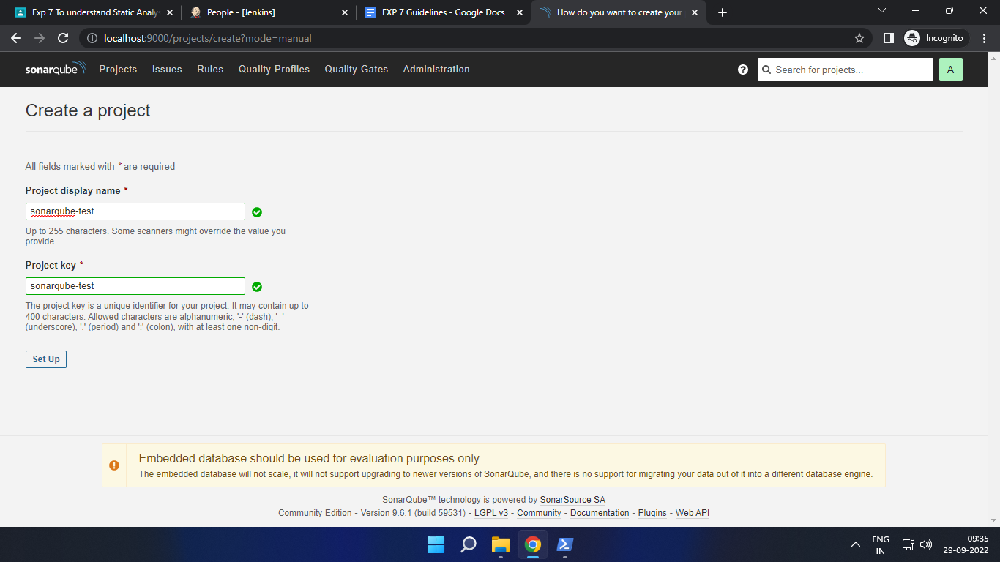 Exp 7 To understand Static Analys
People - [Jenkins]
EXP 7 Guidelines - Google Docs
How do you want to create your
localhost:9000/projects/create?mode=manual
Incognito
sonarqube
Projects
Issues
Rules
Quality Profiles
Quality Gates
Administration
Search for projects...
A
Create a project
All fields marked with * are required
Project display name *
sonarqube-test
Up to 255 characters. Some scanners might override the value you
provide.
Project key *
sonarqube-test
The project key is a unique identifier for your project. It may contain up to
400 characters. Allowed characters are alphanumeric, '-' (dash), '_'
(underscore), '.' (period) and ':' (colon), with at least one non-digit.
Set Up
Embedded database should be used for evaluation purposes only
The embedded database will not scale, it will not support upgrading to newer versions of SonarQube, and there is no support for migrating your data out of it into a different database engine.
SonarQube™ technology is powered by SonarSource SA
Community Edition - Version 9.6.1 (build 59531) - LGPL v3 - Community - Documentation - Plugins - Web API
ENG
IN
09:35
29-09-2022